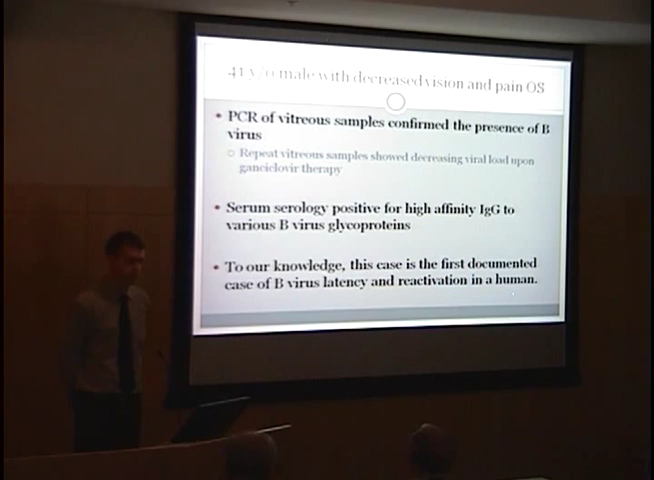 41 y/o male with decreased vision and pain OS
• PCR of vitreous samples confirmed the presence of B
virus
○ Repeat vitreous samples showed decreasing viral load upon
ganciclovir therapy
• Serum serology positive for high affinity IgG to
various B virus glycoproteins
• To our knowledge, this case is the first documented
case of B virus latency and reactivation in a human.